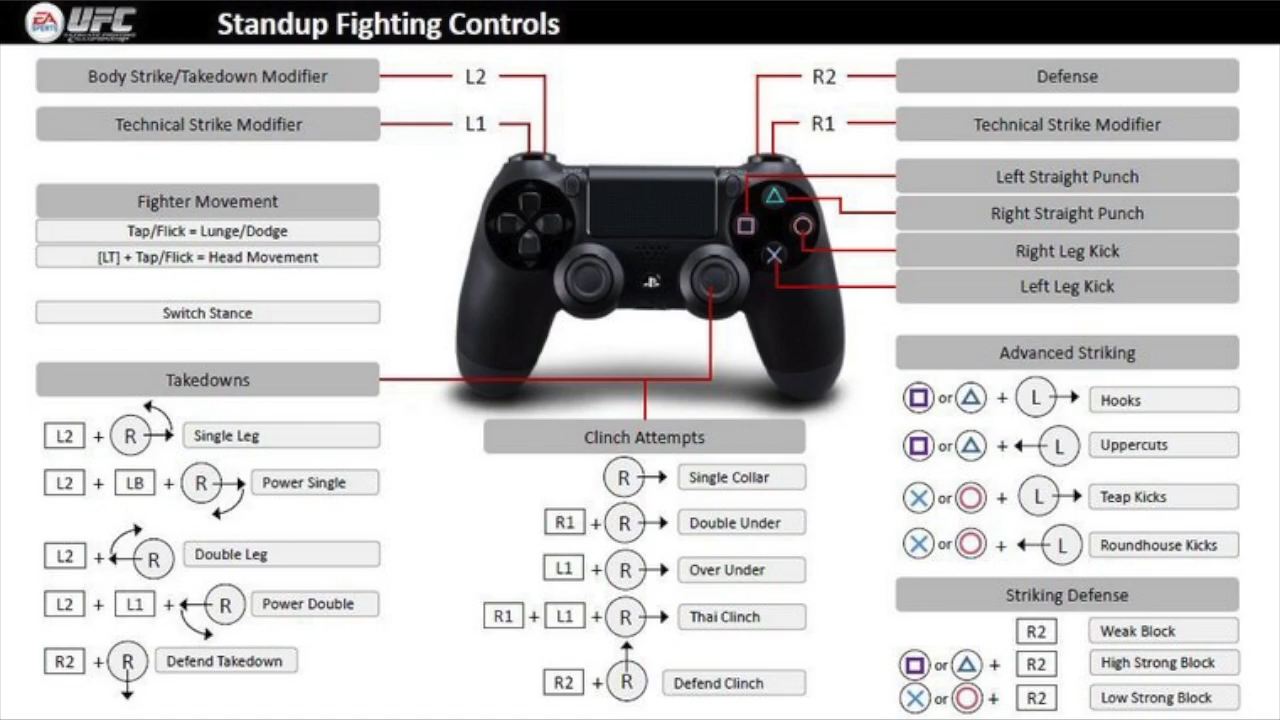 EA SPORTS UFC
Standup Fighting Controls
Body Strike/Takedown Modifier
L2
Technical Strike Modifier
L1
R2
Defense
R1
Technical Strike Modifier
Left Straight Punch
Right Straight Punch
Right Leg Kick
Left Leg Kick
Fighter Movement
Tap/Flick = Lunge/Dodge
[LT] + Tap/Flick = Head Movement
Switch Stance
Takedowns
L2 + R Single Leg
L2 + LB + R Power Single
L2 + R Double Leg
L2 + L1 + R Power Double
R2 + R Defend Takedown
Clinch Attempts
R Single Collar
R1 + R Double Under
L1 + R Over Under
R1 + L1 + R Thai Clinch
R2 + R Defend Clinch
Advanced Striking
or + L Hooks
or + L Uppercuts
or + L Teap Kicks
or + L Roundhouse Kicks
Striking Defense
R2 Weak Block
or + R2 High Strong Block
or + R2 Low Strong Block